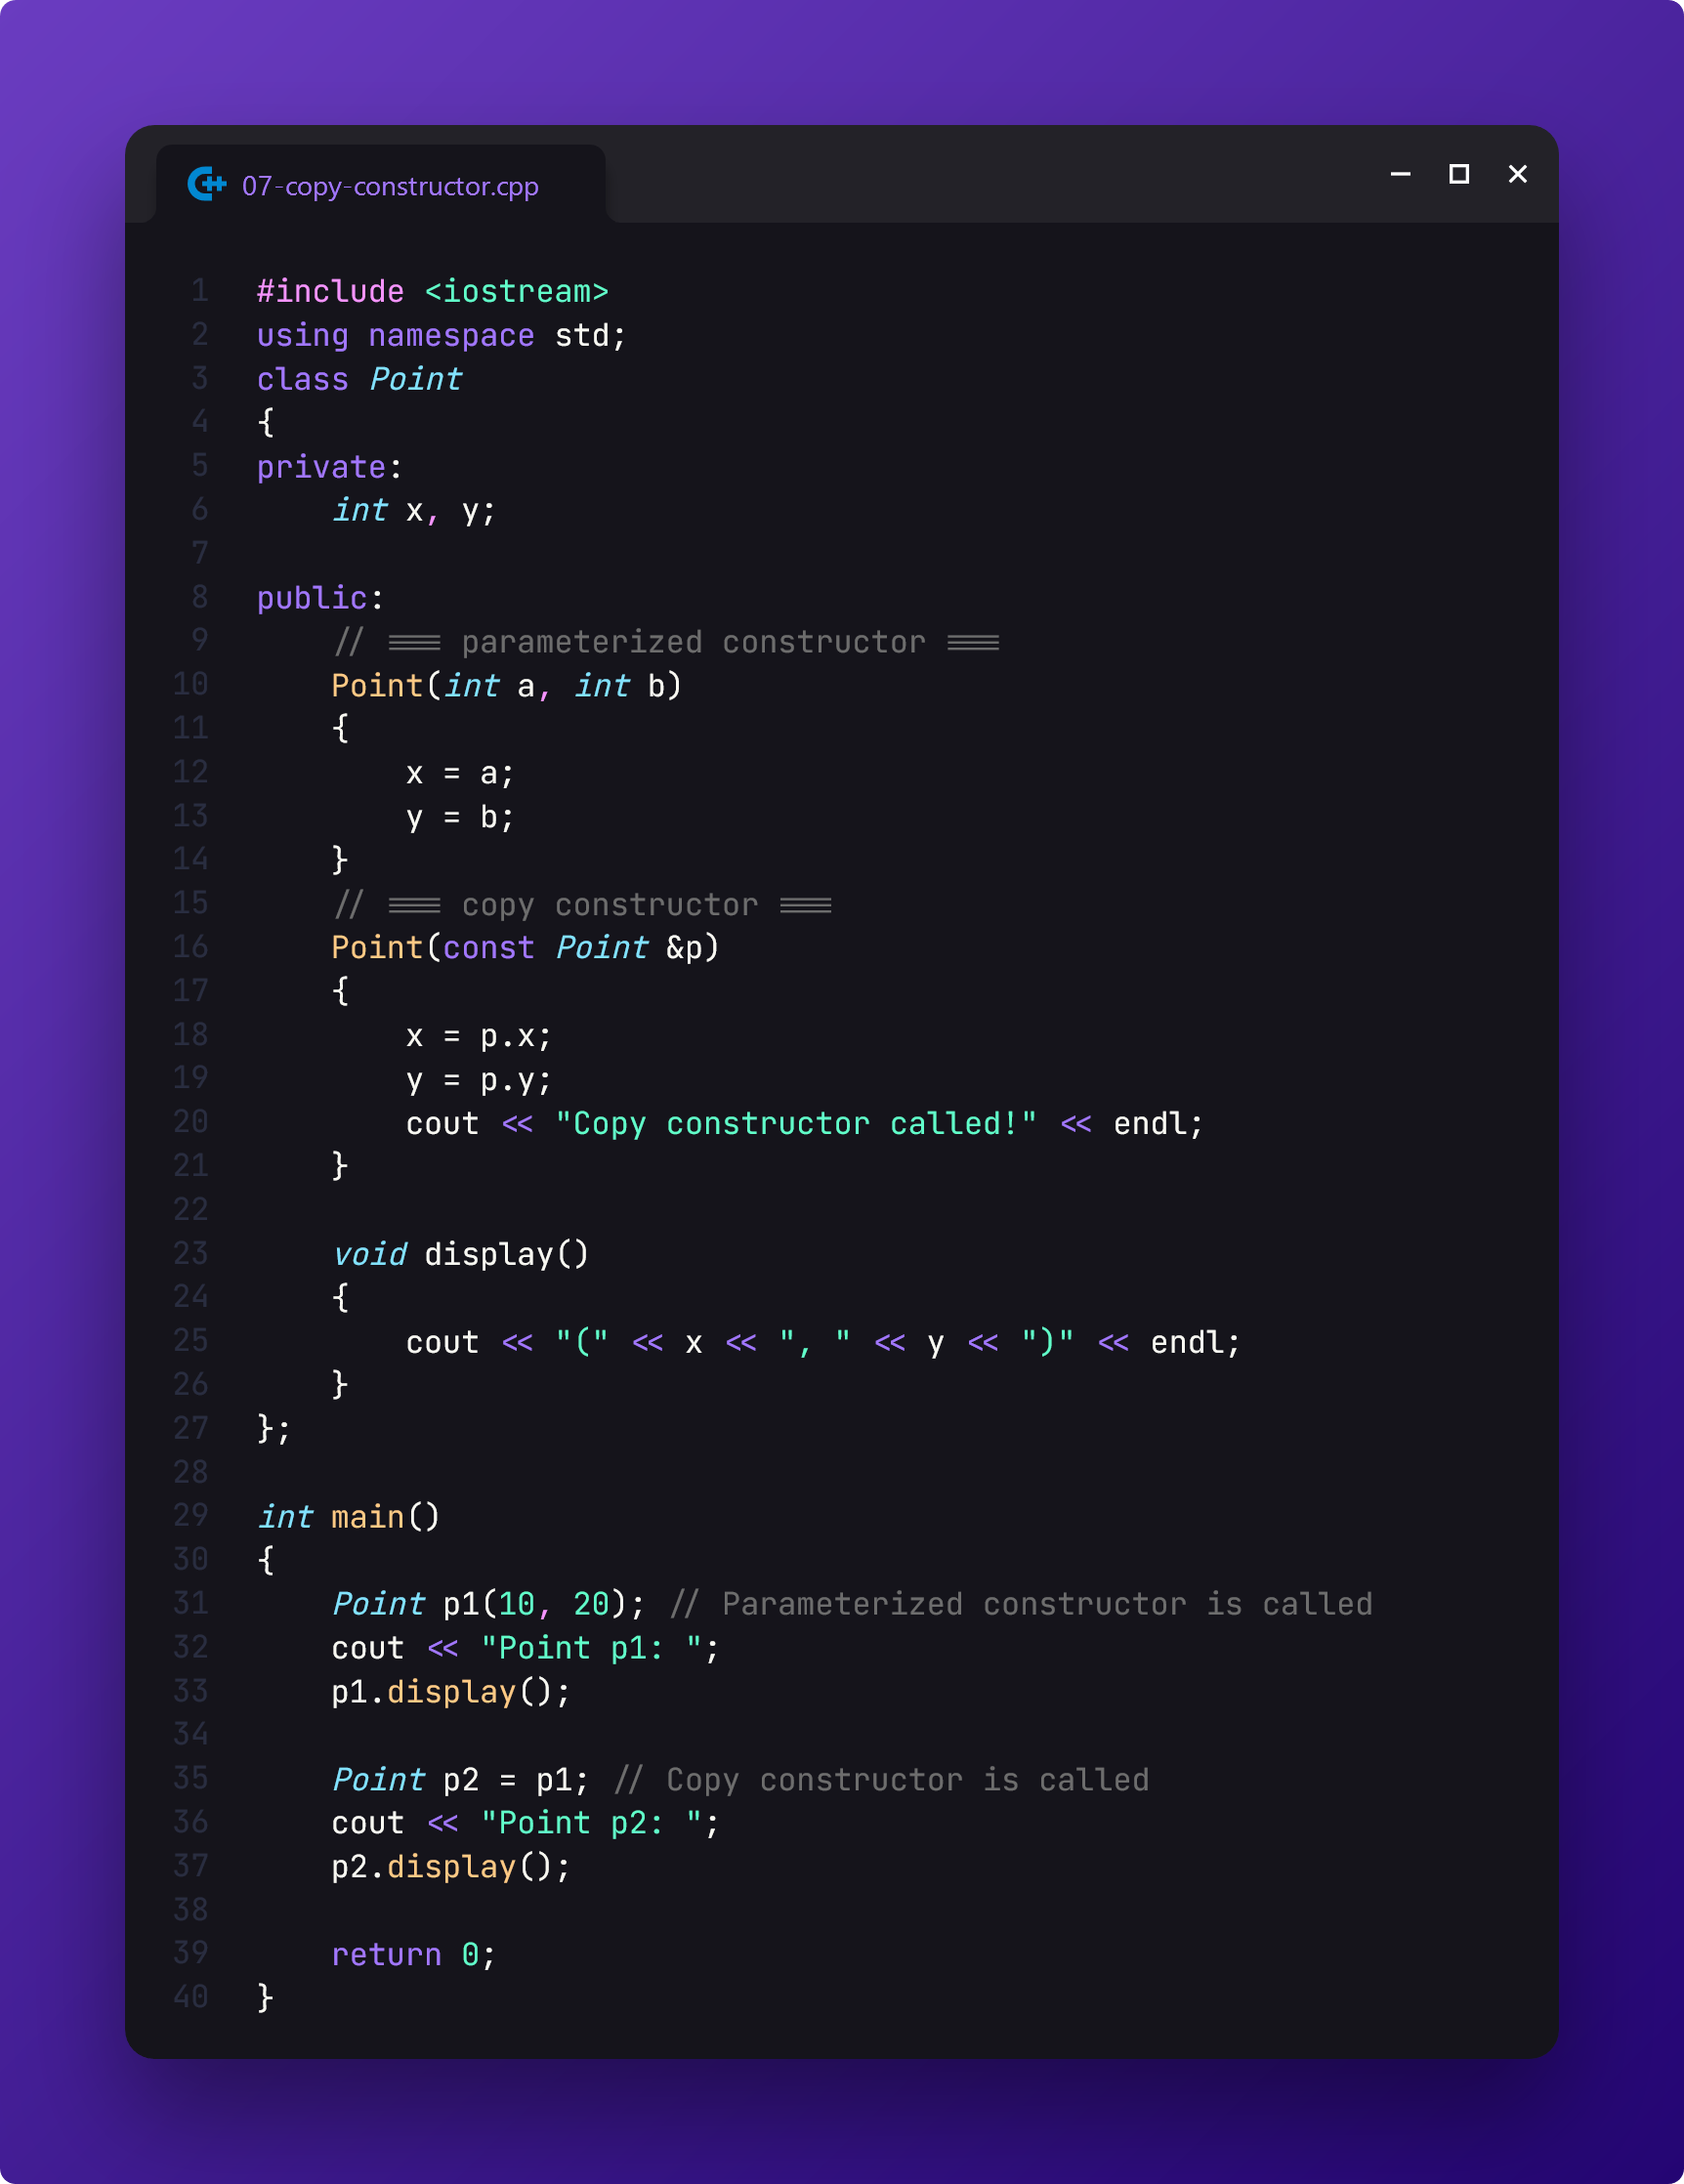 07-copy-constructor.cpp
1 #include <iostream>
2 using namespace std;
3 class Point
4 {
5 private:
6     int x, y;
7
8 public:
9     // === parameterized constructor ===
10     Point(int a, int b)
11     {
12         x = a;
13         y = b;
14     }
15     // === copy constructor ===
16     Point(const Point &p)
17     {
18         x = p.x;
19         y = p.y;
20         cout << "Copy constructor called!" << endl;
21     }
22
23     void display()
24     {
25         cout << "(" << x << ", " << y << ")" << endl;
26     }
27 };
28
29 int main()
30 {
31     Point p1(10, 20); // Parameterized constructor is called
32     cout << "Point p1: ";
33     p1.display();
34
35     Point p2 = p1; // Copy constructor is called
36     cout << "Point p2: ";
37     p2.display();
38
39     return 0;
40 }